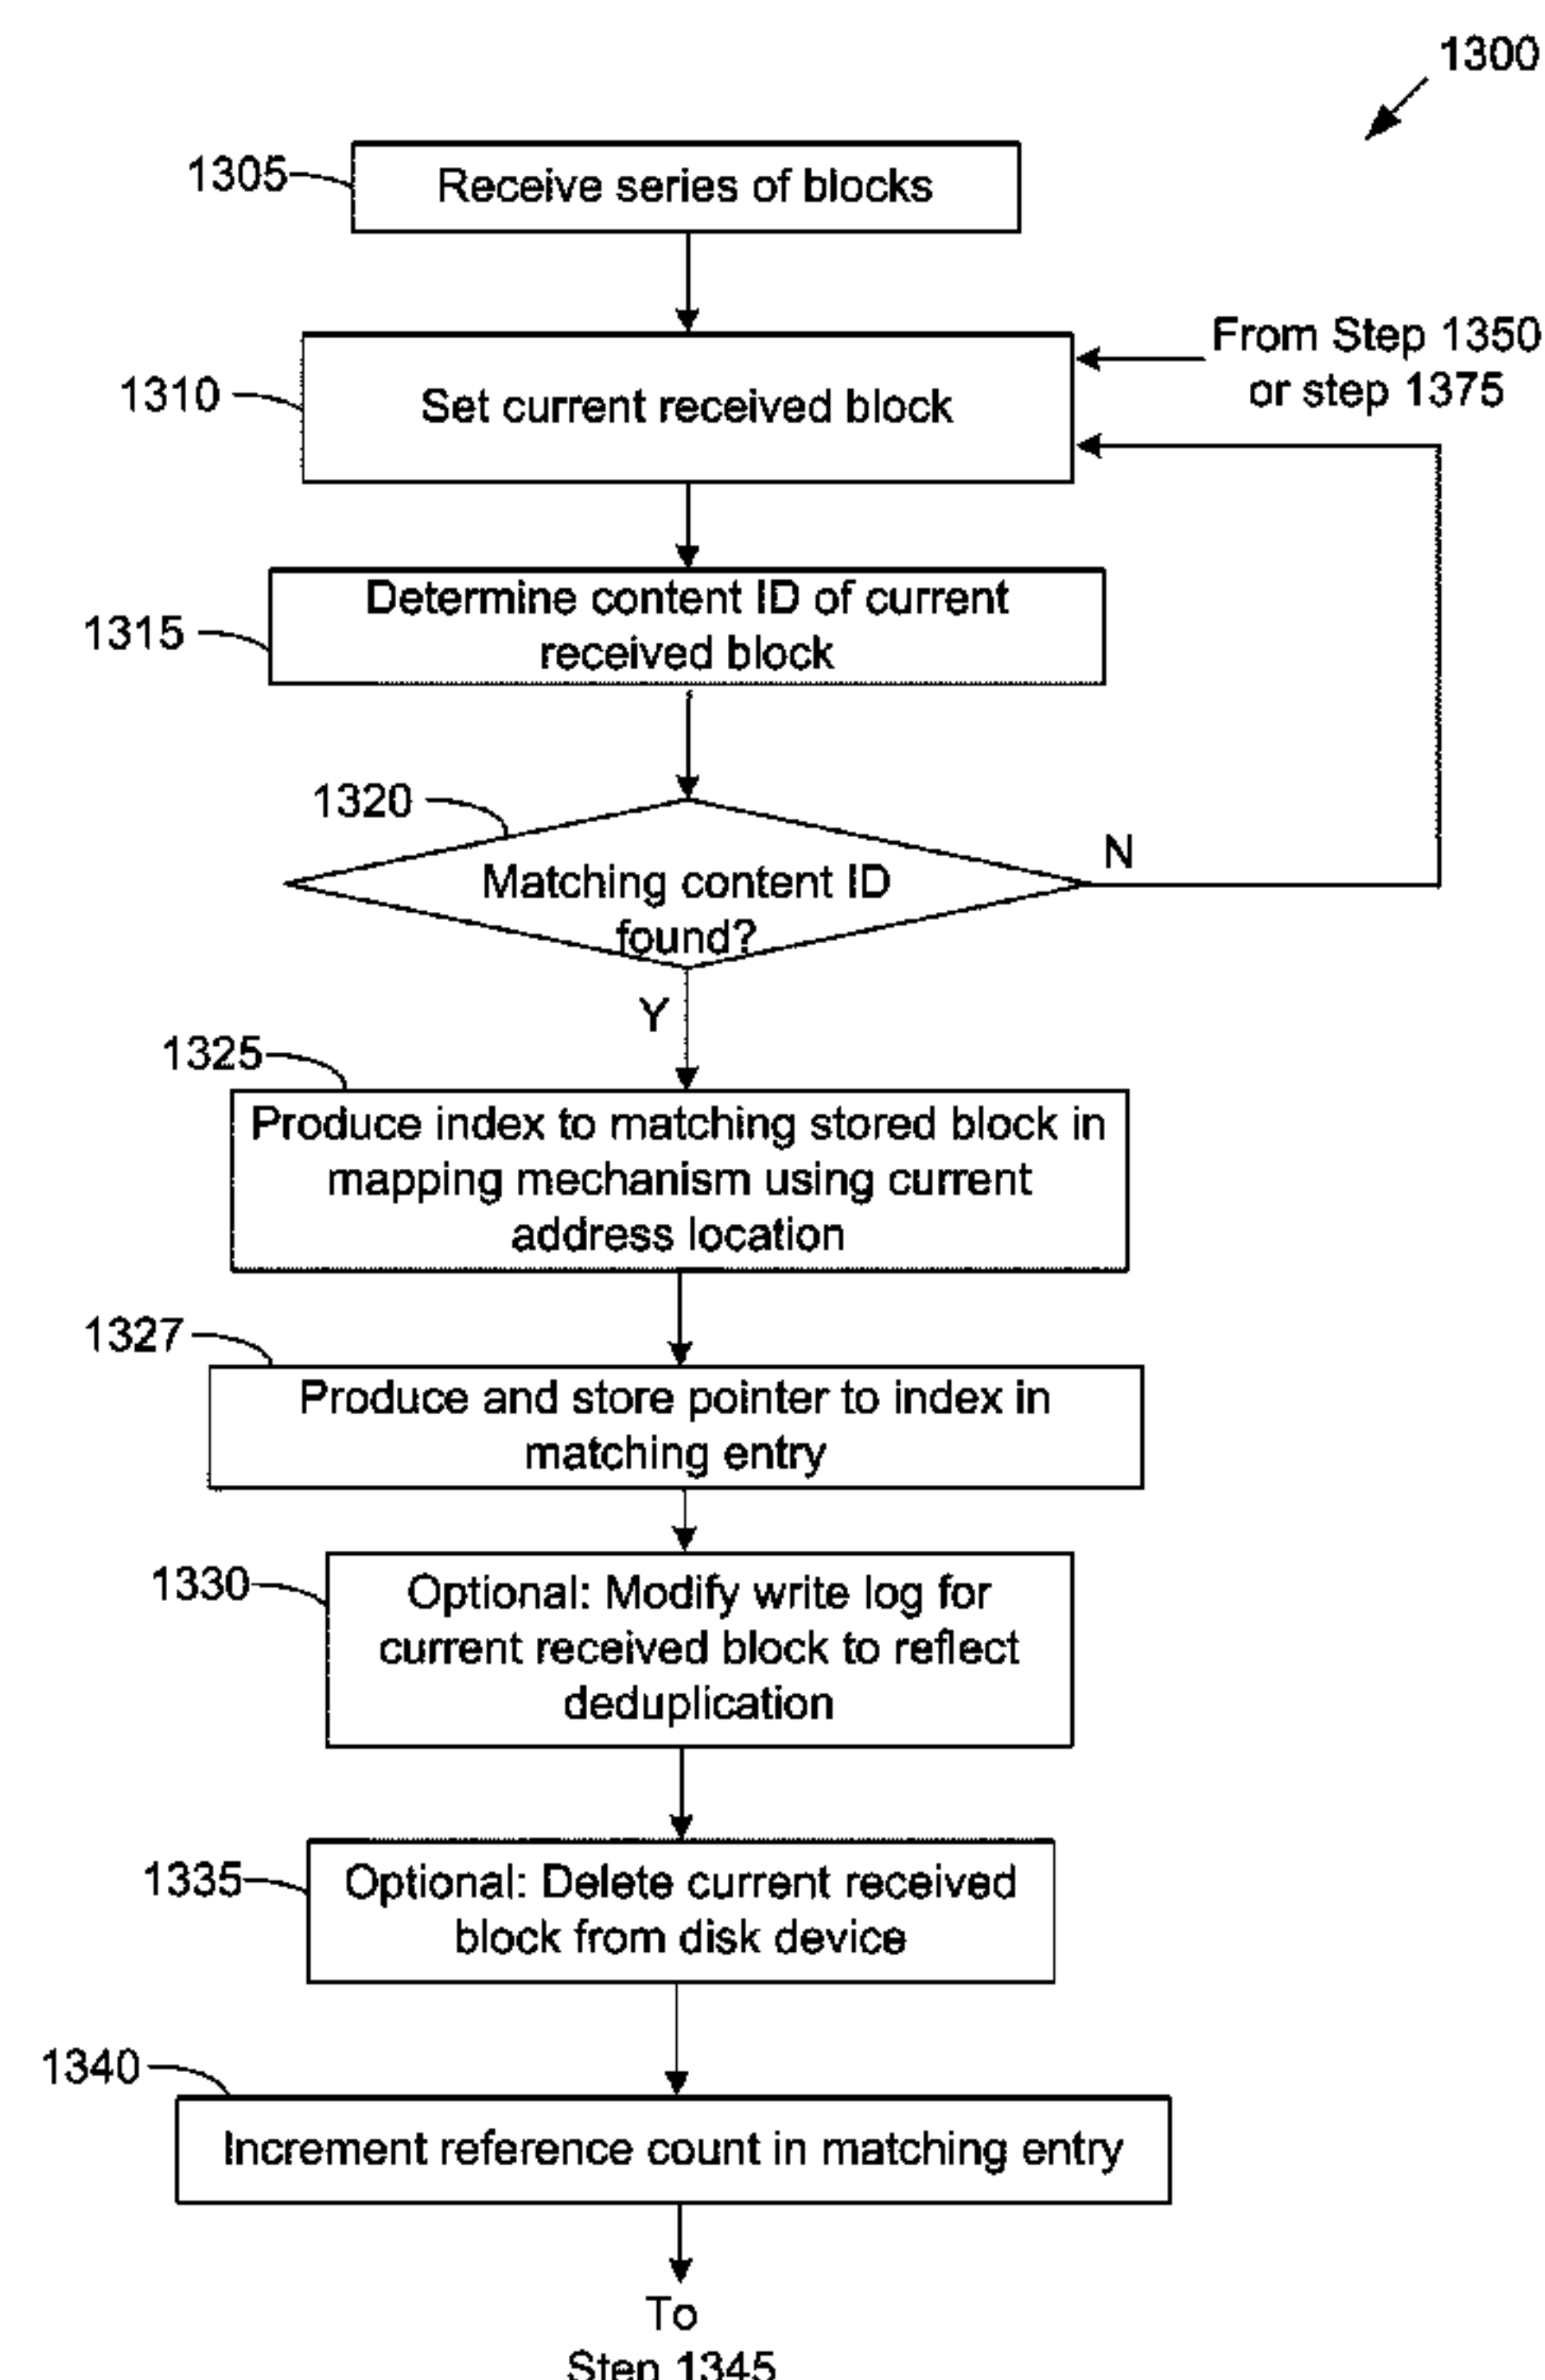 1300
1305
Receive series of blocks
From Step 1350
or step 1375
1310
Set current received block
1315
Determine content ID of current
received block
1320
N
Matching content ID
found?
Y
1325
Produce index to matching stored block in
mapping mechanism using current
address location
1327
Produce and store pointer to index in
matching entry
1330
Optional: Modify write log for
current received block to reflect
deduplication
1335
Optional: Delete current received
block from disk device
1340
Increment reference count in matching entry
To
Step 1345